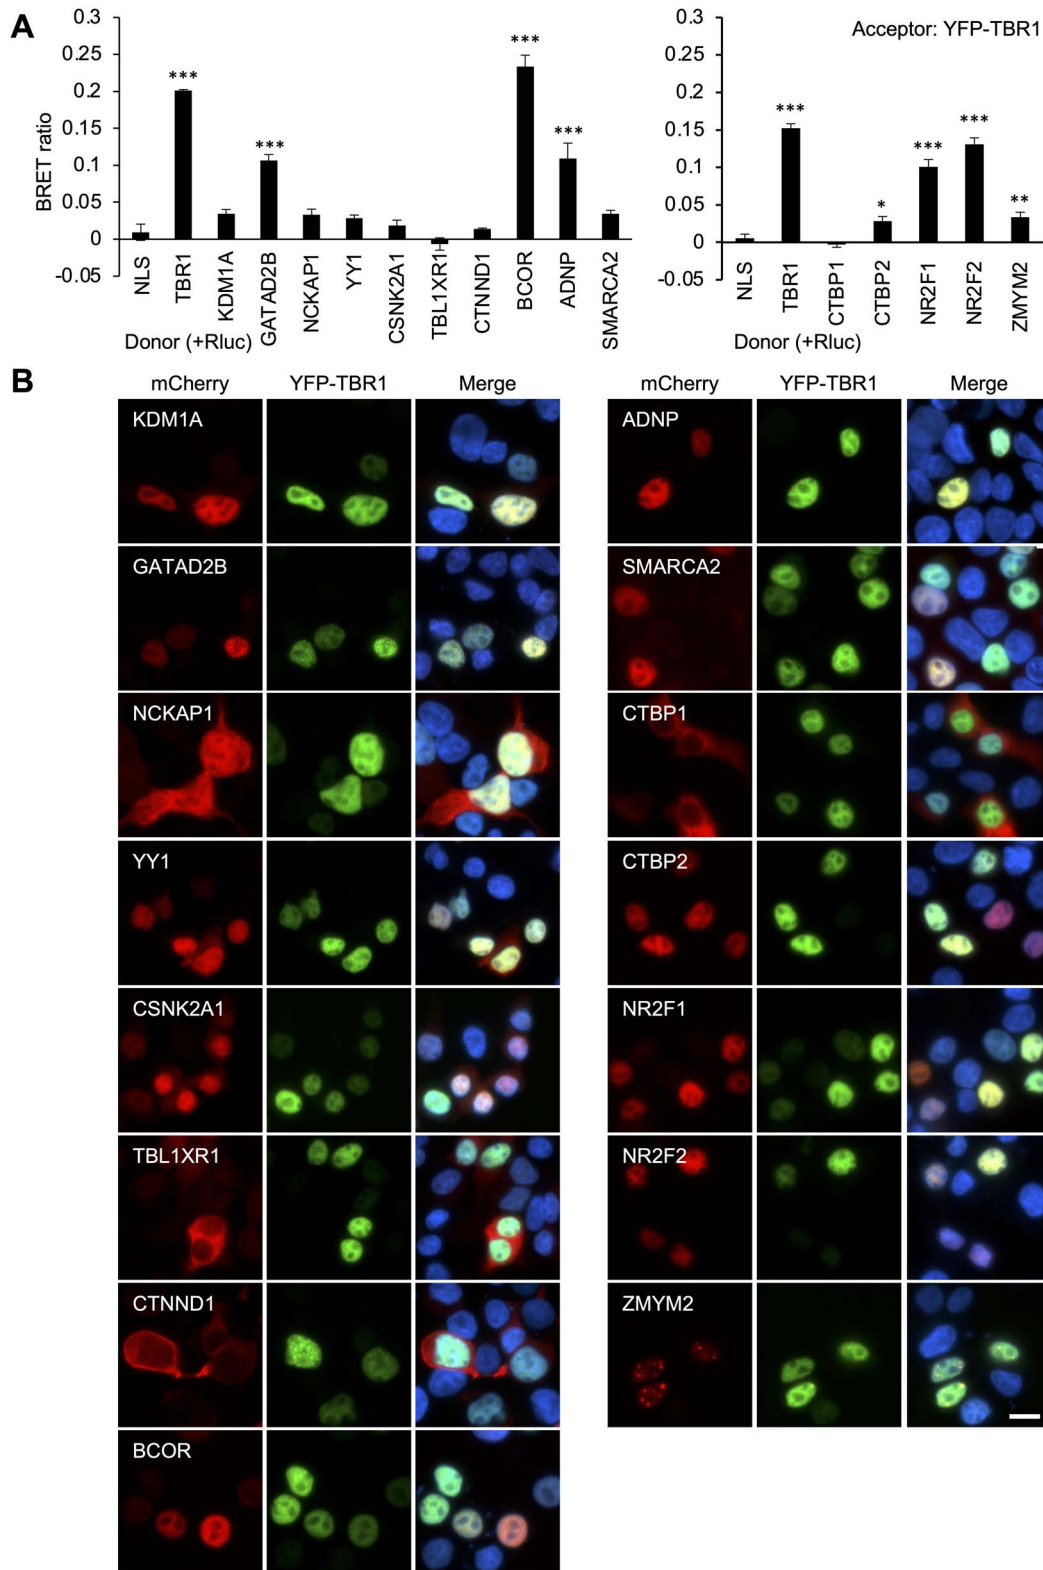 A
0.3
0.25
0.2
0.15
0.1
0.05
0
-0.05
BRET ratio
***
***
***
***
NLS
TBR1
KDM1A
GATAD2B
NCKAP1
YY1
CSNK2A1
TBL1XR1
CTNND1
BCOR
ADNP
SMARCA2
Donor (+Rluc)
Acceptor: YFP-TBR1
0.3
0.25
0.2
0.15
0.1
0.05
0
-0.05
***
*
***
***
**
NLS
TBR1
CTBP1
CTBP2
NR2F1
NR2F2
ZMYM2
Donor (+Rluc)
B
mCherry YFP-TBR1 Merge
KDM1A
GATAD2B
NCKAP1
YY1
CSNK2A1
TBL1XR1
CTNND1
BCOR
mCherry YFP-TBR1 Merge
ADNP
SMARCA2
CTBP1
CTBP2
NR2F1
NR2F2
ZMYM2